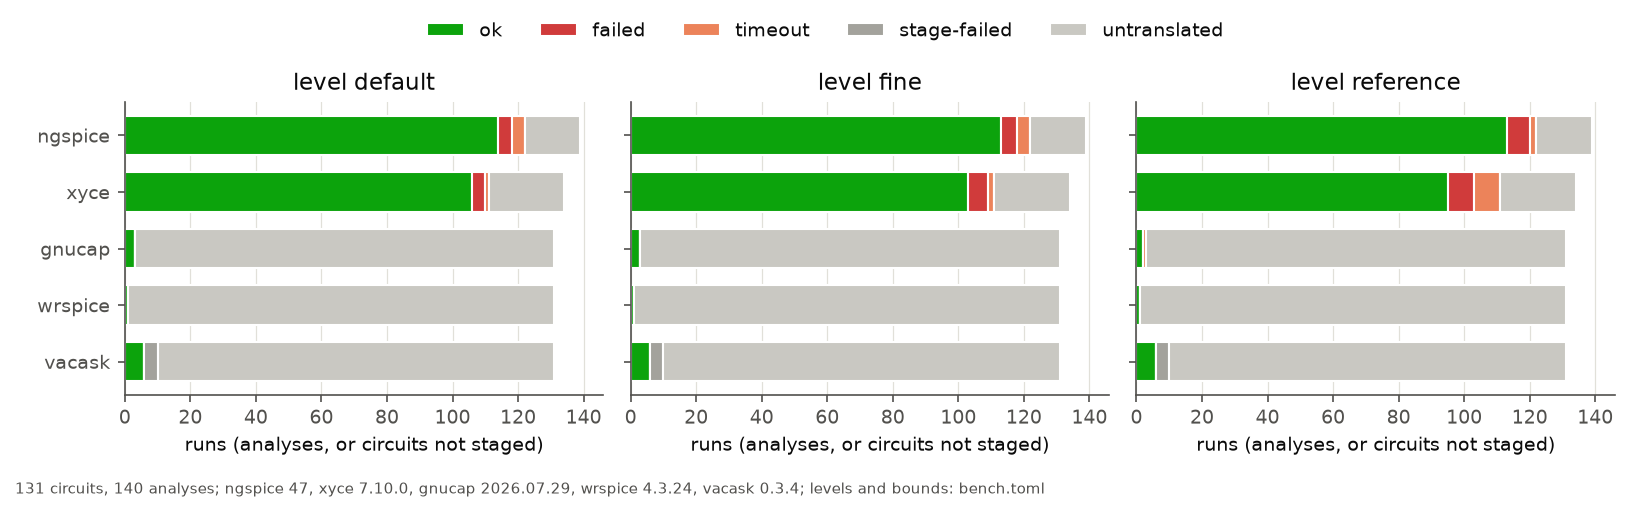 ok failed timeout stage-failed untranslated
level default level fine level reference
ngspice
xyce
gnucap
wrspice
vacask
0 20 40 60 80 100 120 140 0 20 40 60 80 100 120 140 0 20 40 60 80 100 120 140
runs (analyses, or circuits not staged) runs (analyses, or circuits not staged) runs (analyses, or circuits not staged)
131 circuits, 140 analyses; ngspice 47, xyce 7.10.0, gnucap 2026.07.29, wrspice 4.3.24, vacask 0.3.4; levels and bounds: bench.toml